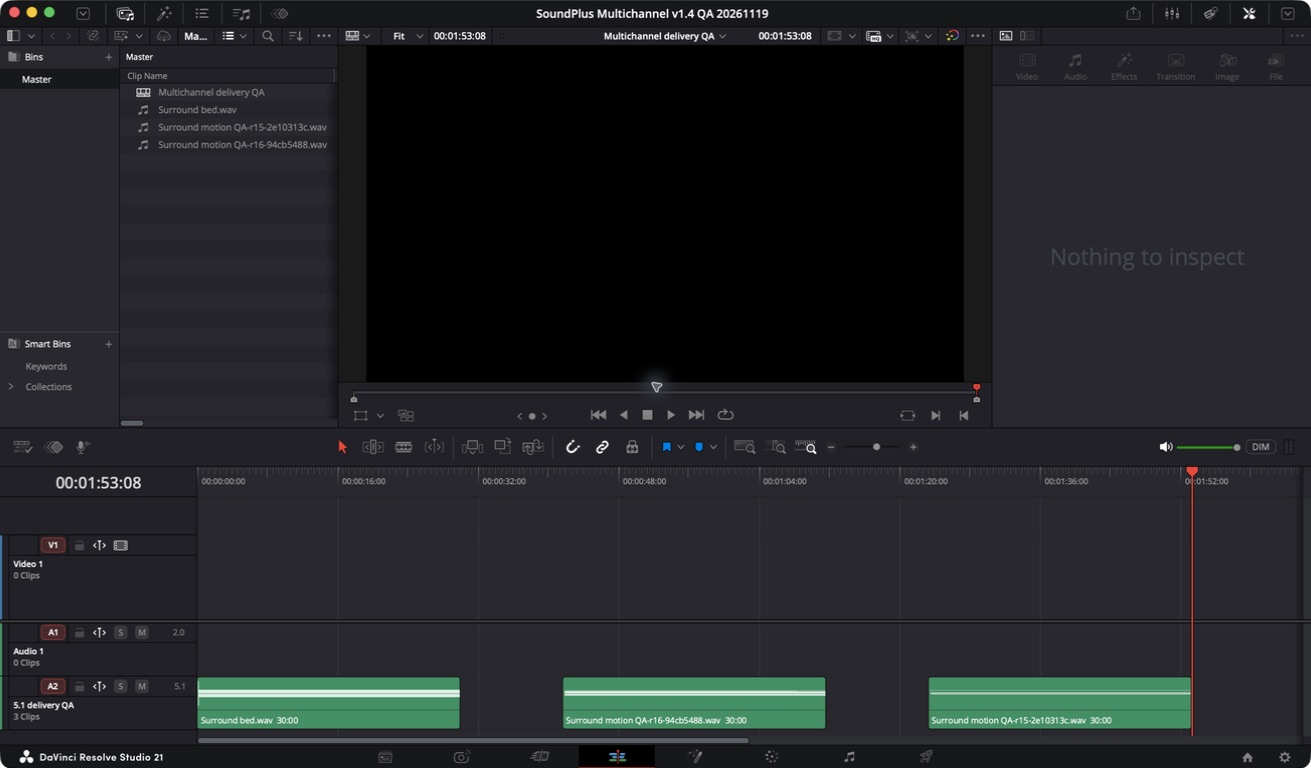 SoundPlus Multichannel v1.4 QA 20261119
Ma...
Fit
00:01:53:08
Multichannel delivery QA
00:01:53:08
Bins
Master
Master
Clip Name
Multichannel delivery QA
Surround bed.wav
Surround motion QA-r15-2e10313c.wav
Surround motion QA-r16-94cb5488.wav
Smart Bins
Keywords
Collections
Video
Audio
Effects
Transition
Image
File
Nothing to inspect
DIM
00:01:53:08
00:00:00:00
00:00:16:00
00:00:32:00
00:00:48:00
00:01:04:00
00:01:20:00
00:01:36:00
00:01:52:00
V1
Video 1
0 Clips
A1
S
M
2.0
Audio 1
0 Clips
A2
S
M
5.1
5.1 delivery QA
3 Clips
Surround bed.wav 30:00
Surround motion QA-r16-94cb5488.wav 30:00
Surround motion QA-r15-2e10313c.wav 30:00
DaVinci Resolve Studio 21